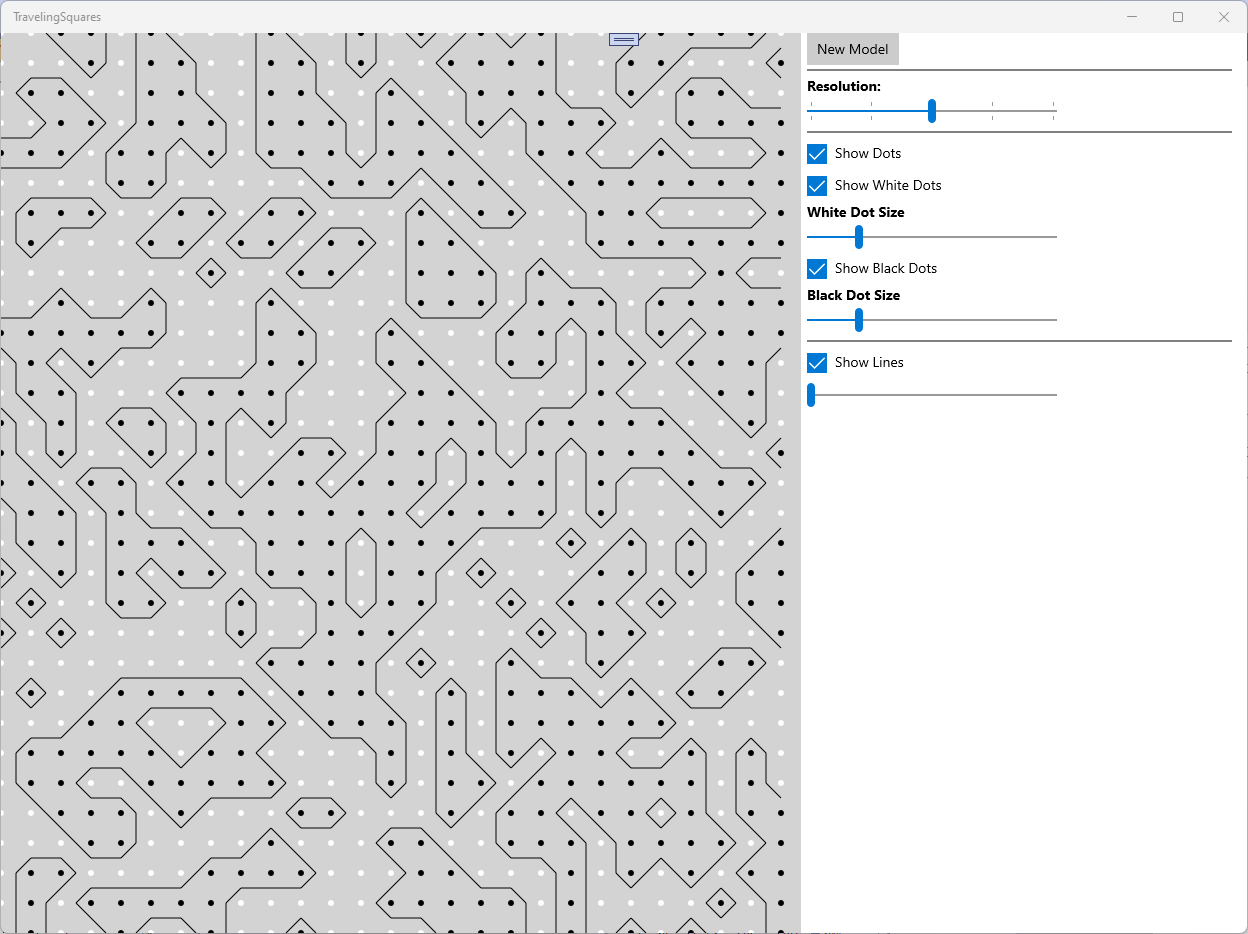 TravelingSquares
New Model
Resolution:
Show Dots
Show White Dots
White Dot Size
Show Black Dots
Black Dot Size
Show Lines